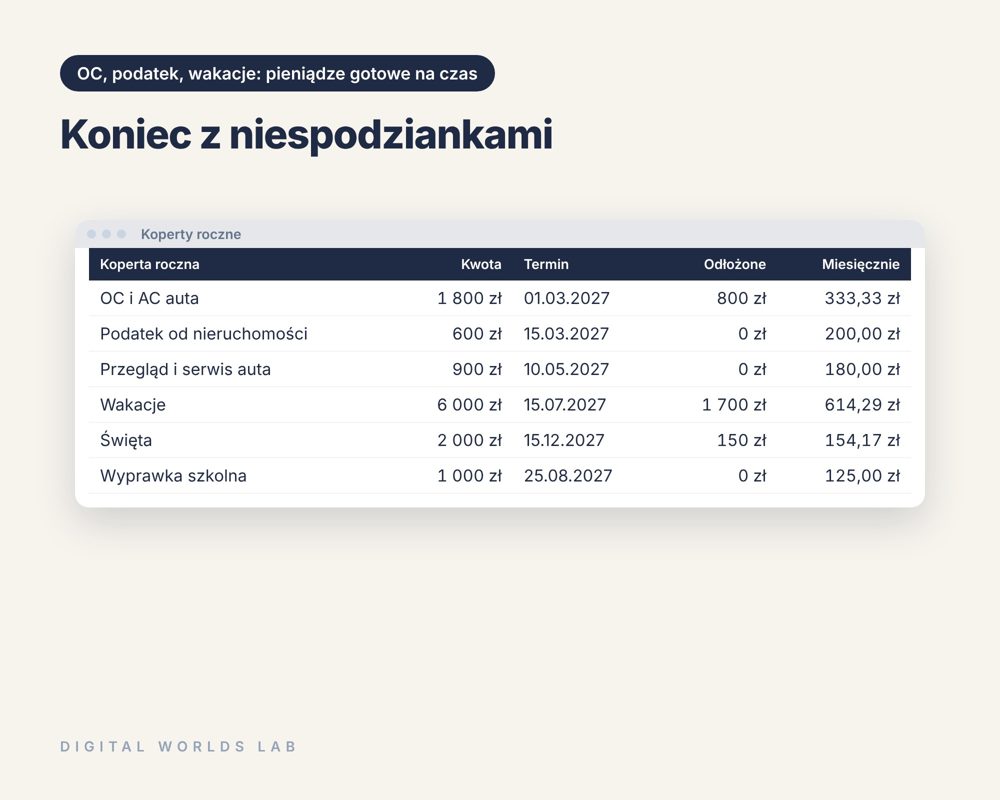 OC, podatek, wakacje: pieniądze gotowe na czas
Koniec z niespodziankami
Koperty roczne
Koperta roczna Kwota Termin Odłożone Miesięcznie
OC i AC auta 1 800 zł 01.03.2027 800 zł 333,33 zł
Podatek od nieruchomości 600 zł 15.03.2027 0 zł 200,00 zł
Przegląd i serwis auta 900 zł 10.05.2027 0 zł 180,00 zł
Wakacje 6 000 zł 15.07.2027 1 700 zł 614,29 zł
Święta 2 000 zł 15.12.2027 150 zł 154,17 zł
Wyprawka szkolna 1 000 zł 25.08.2027 0 zł 125,00 zł
DIGITAL WORLDS LAB